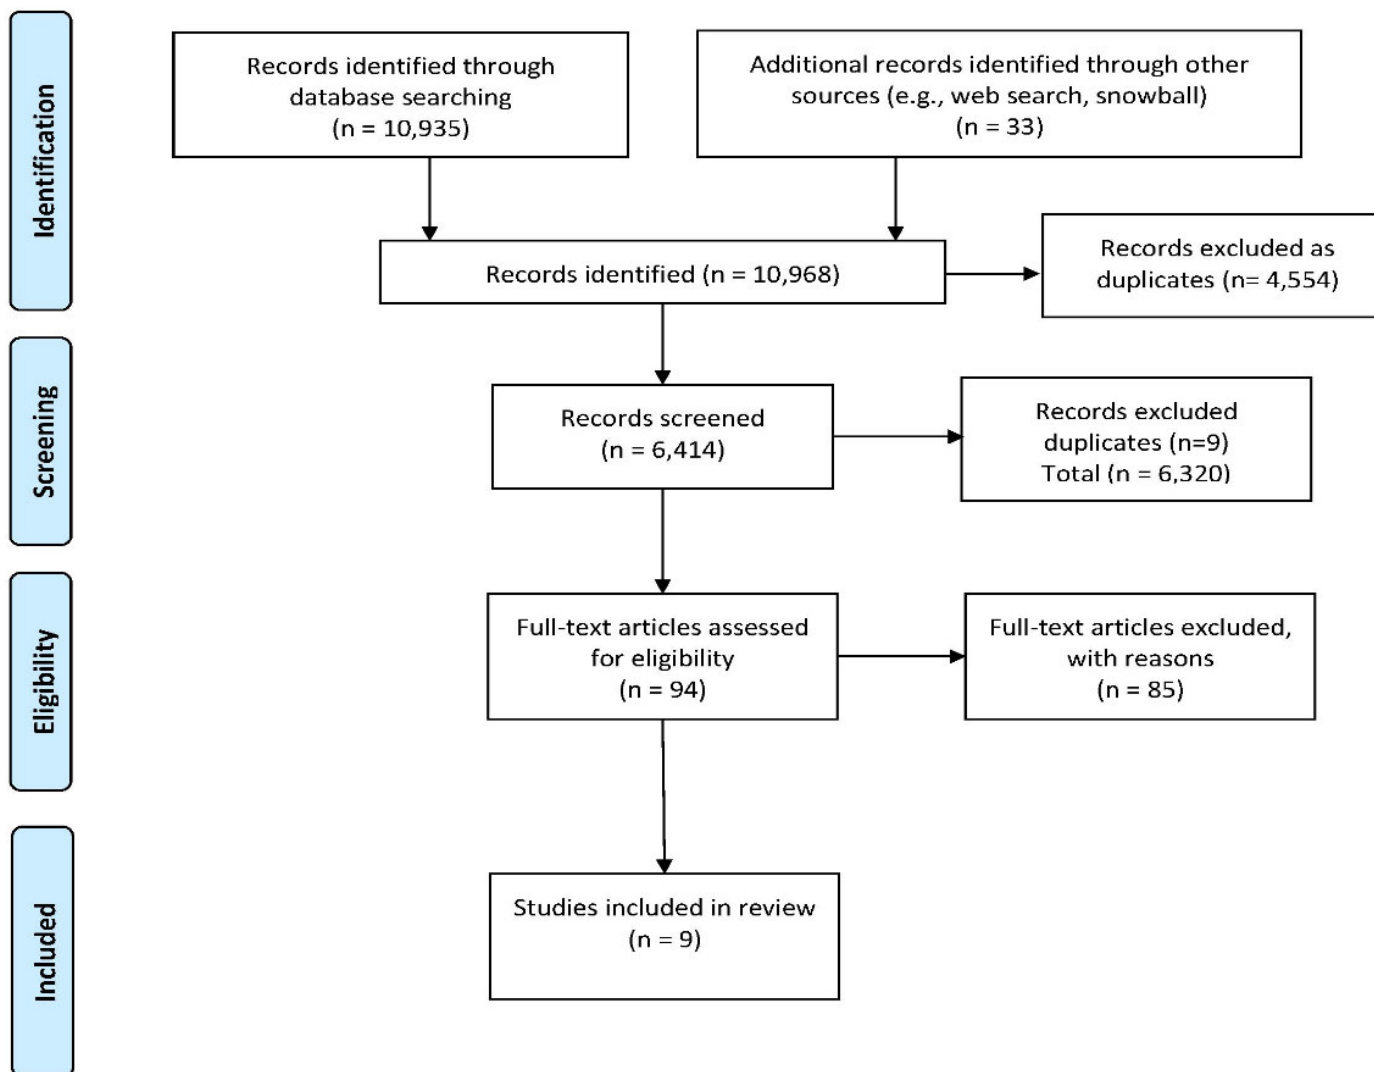 Identification
Records identified through
database searching
(n = 10,935)
Additional records identified through other
sources (e.g., web search, snowball)
(n = 33)
Records identified (n = 10,968)
Records excluded as
duplicates (n= 4,554)
Screening
Records screened
(n = 6,414)
Records excluded
duplicates (n=9)
Total (n = 6,320)
Eligibility
Full-text articles assessed
for eligibility
(n = 94)
Full-text articles excluded,
with reasons
(n = 85)
Included
Studies included in review
(n = 9)